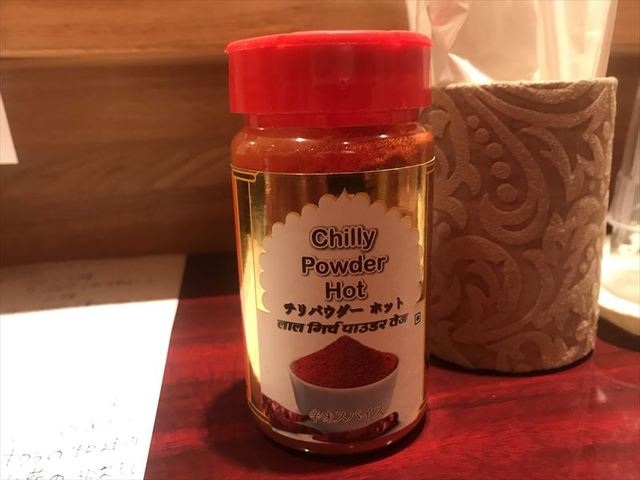 Chilly
Powder
Hot
チリパウダー ホット
लाल मिर्च पाउडर तेज
辛味スパイス